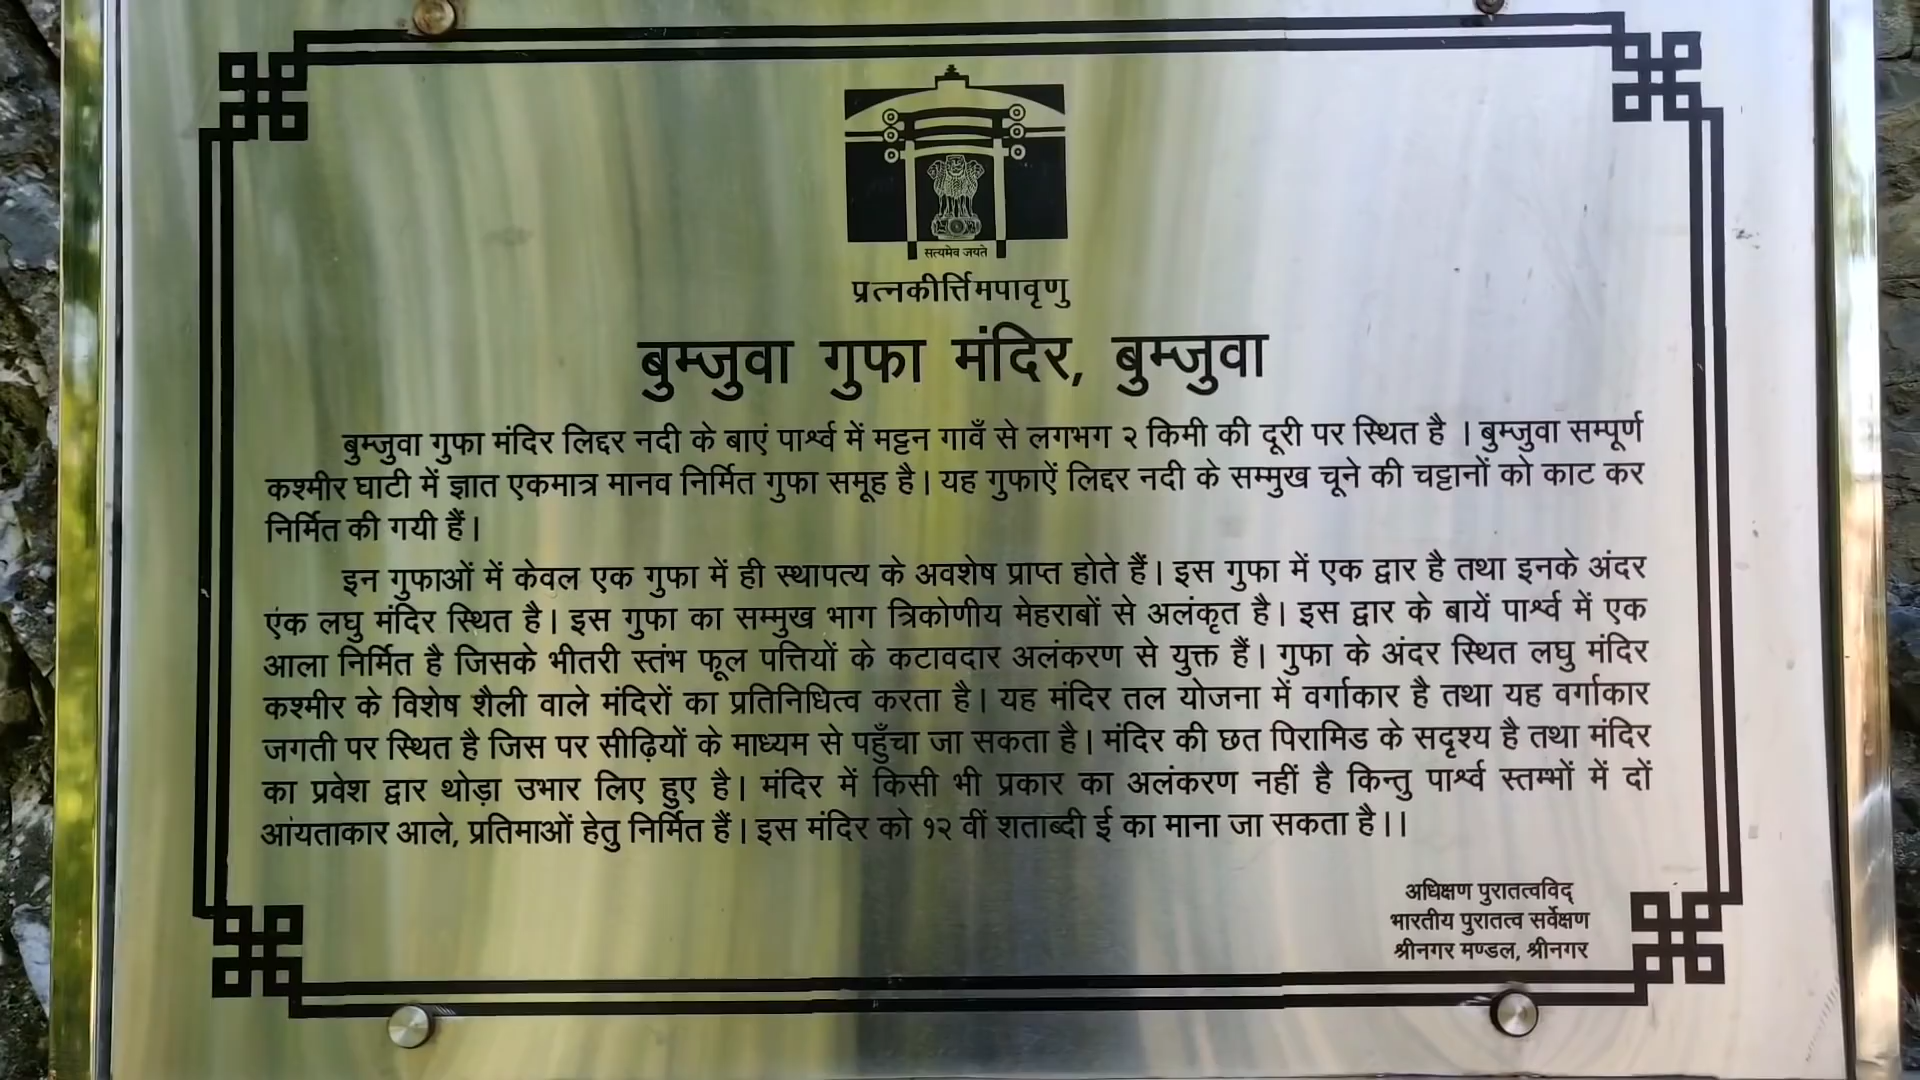 सत्यमेव जयते
प्रत्नकीर्त्तिमपावृणु
बुम्जुवा गुफा मंदिर, बुम्जुवा
बुम्जुवा गुफा मंदिर लिद्दर नदी के बाएं पार्श्व में मट्टन गावँ से लगभग २ किमी की दूरी पर स्थित है । बुम्जुवा सम्पूर्ण
कश्मीर घाटी में ज्ञात एकमात्र मानव निर्मित गुफा समूह है। यह गुफाऐं लिद्दर नदी के सम्मुख चूने की चट्टानों को काट कर
निर्मित की गयी हैं।
इन गुफाओं में केवल एक गुफा में ही स्थापत्य के अवशेष प्राप्त होते हैं। इस गुफा में एक द्वार है तथा इनके अंदर
एक लघु मंदिर स्थित है। इस गुफा का सम्मुख भाग त्रिकोणीय मेहराबों से अलंकृत है। इस द्वार के बायें पार्श्व में एक
आला निर्मित है जिसके भीतरी स्तंभ फूल पत्तियों के कटावदार अलंकरण से युक्त हैं। गुफा के अंदर स्थित लघु मंदिर
कश्मीर के विशेष शैली वाले मंदिरों का प्रतिनिधित्व करता है। यह मंदिर तल योजना में वर्गाकार है तथा यह वर्गाकार
जगती पर स्थित है जिस पर सीढ़ियों के माध्यम से पहुँचा जा सकता है। मंदिर की छत पिरामिड के सदृश्य है तथा मंदिर
का प्रवेश द्वार थोड़ा उभार लिए हुए है। मंदिर में किसी भी प्रकार का अलंकरण नहीं है किन्तु पार्श्व स्तम्भों में दों
आयताकार आले, प्रतिमाओं हेतु निर्मित हैं। इस मंदिर को १२ वीं शताब्दी ई का माना जा सकता है।।
अधिक्षण पुरातत्वविद्
भारतीय पुरातत्व सर्वेक्षण
श्रीनगर मण्डल, श्रीनगर